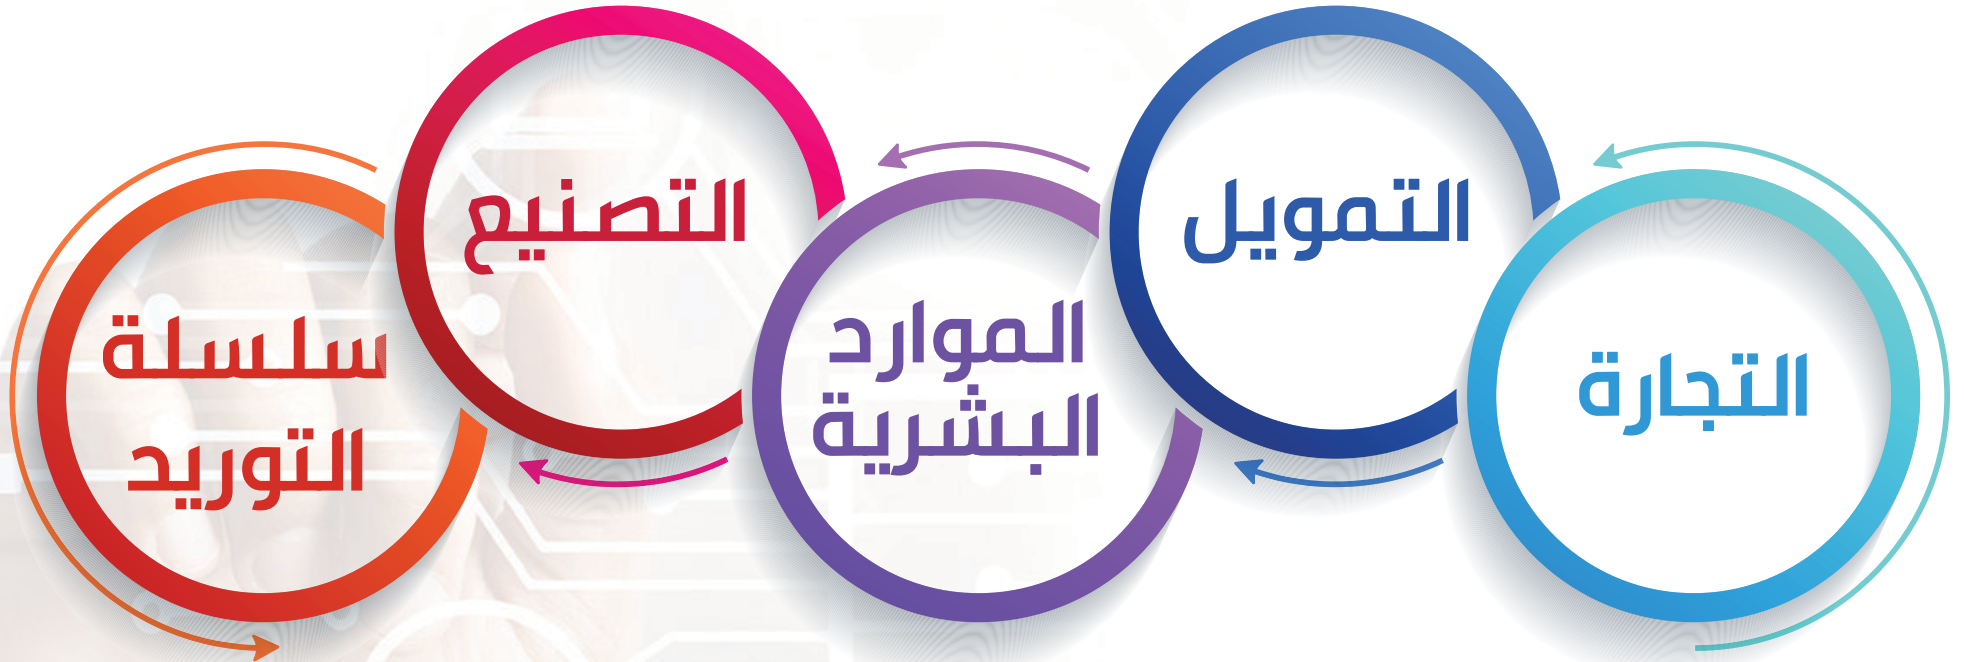 التجارة
التمويل
الموارد
البشرية
التصنيع
سلسلة
التوريد